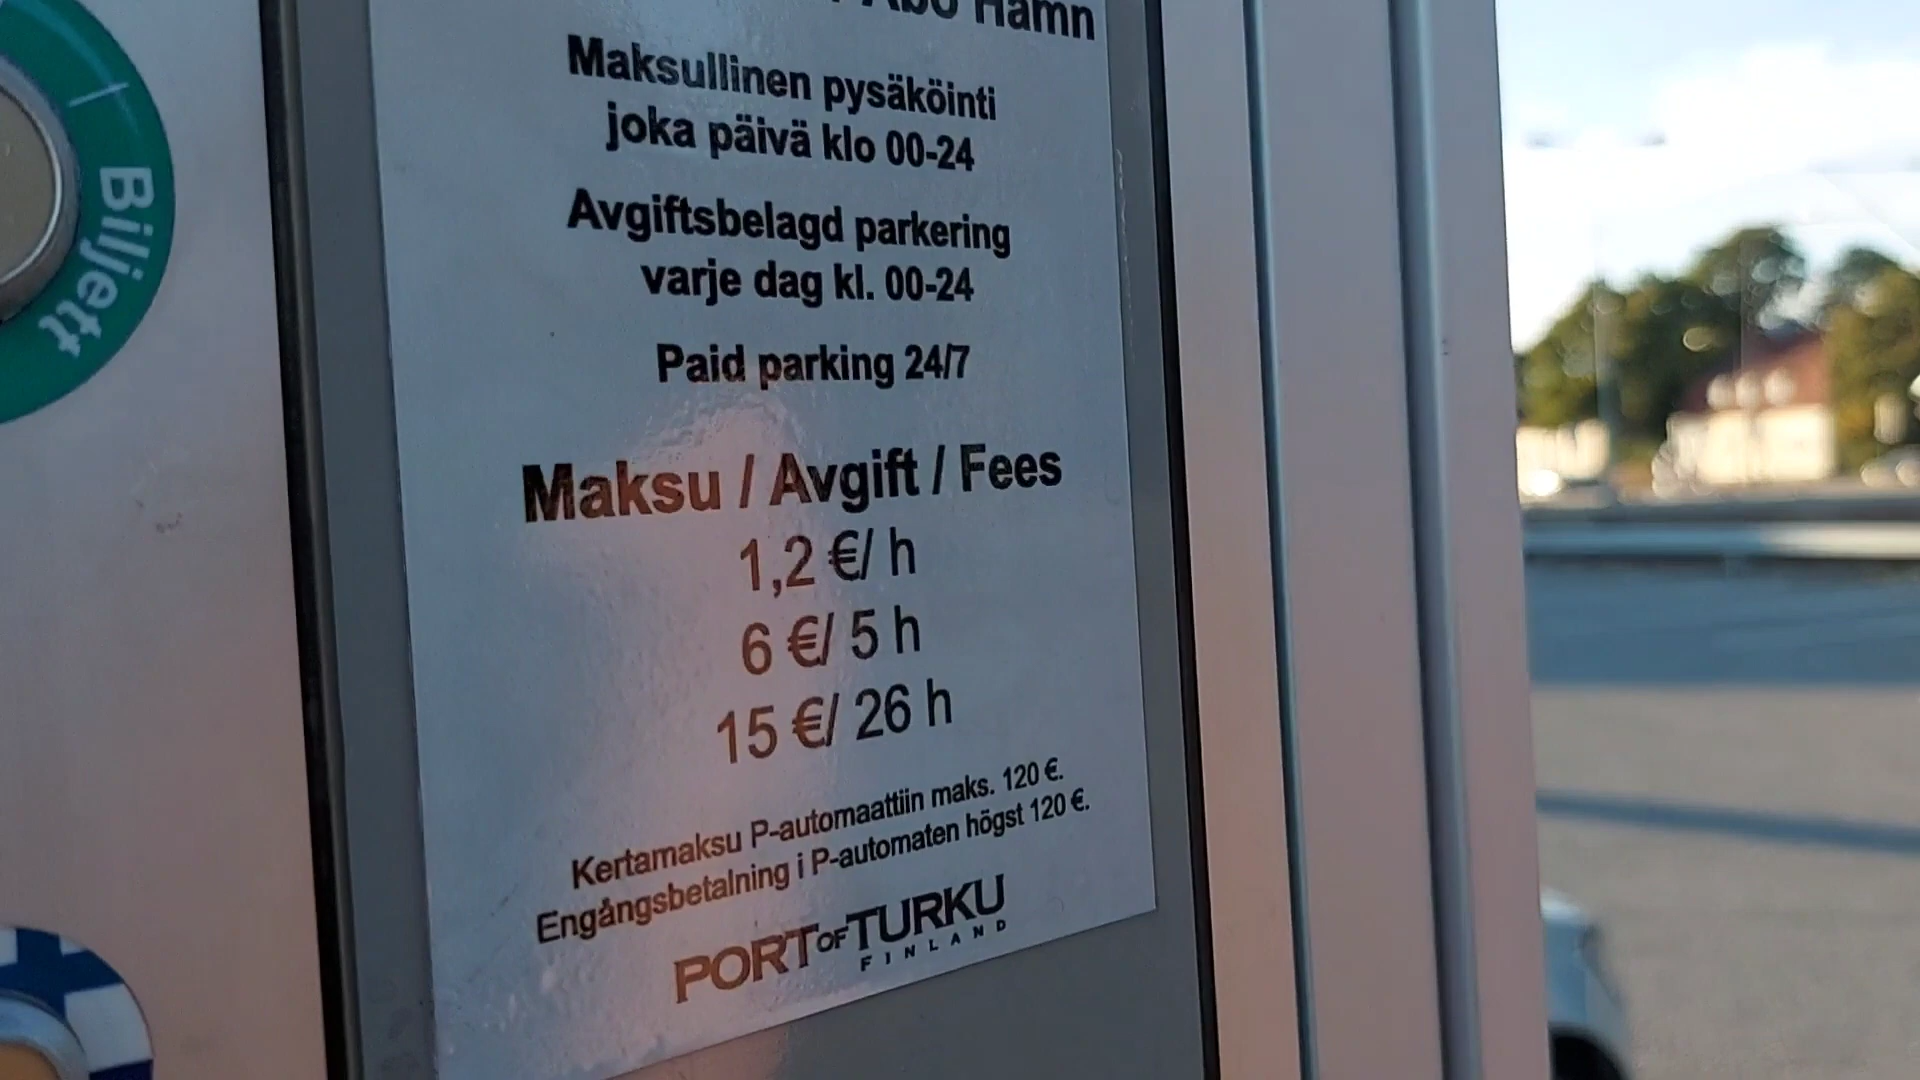 Åbo Hamn
Maksullinen pysäköinti
joka päivä klo 00-24
Avgiftsbelagd parkering
varje dag kl. 00-24
Paid parking 24/7
Maksu / Avgift / Fees
1,2 €/ h
6 €/ 5 h
15 €/ 26 h
Kertamaksu P-automaattiin maks. 120 €.
Engångsbetalning i P-automaten högst 120 €.
PORT OF TURKU
FINLAND
Biljett